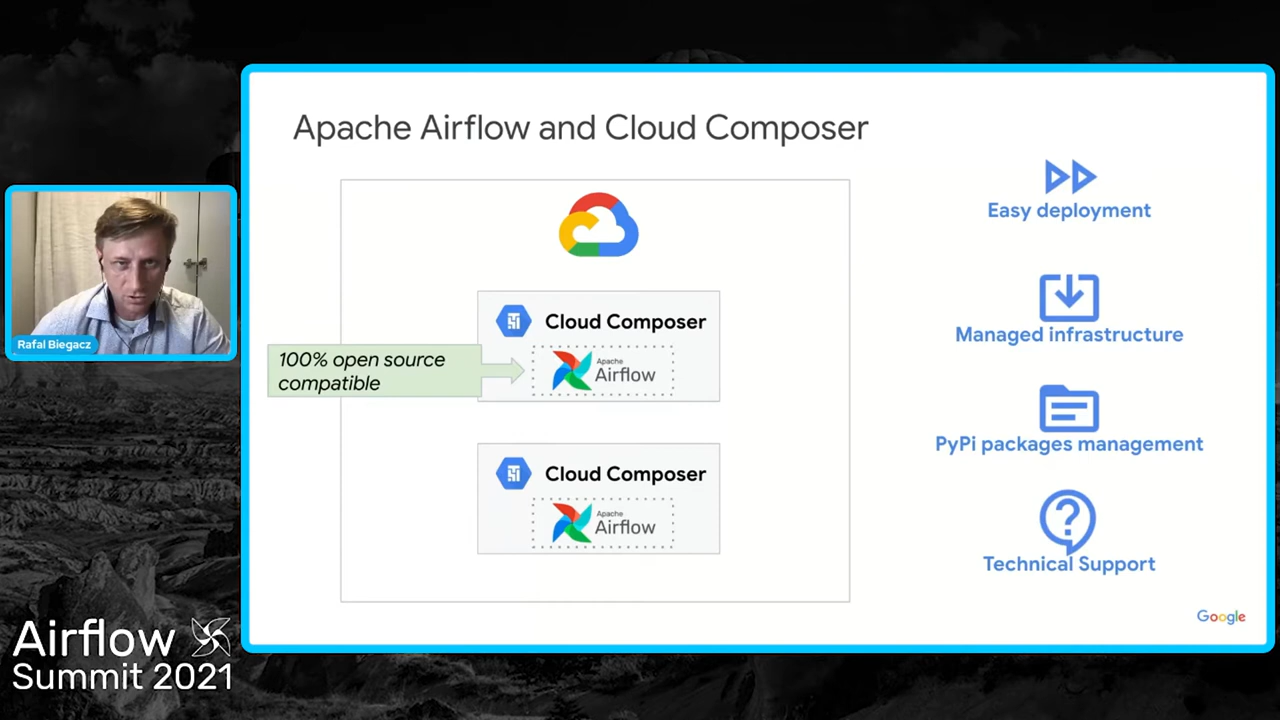 Apache Airflow and Cloud Composer
Easy deployment
Cloud Composer
Managed infrastructure
Rafal Biegacz
100% open source
compatible
Apache
Airflow
PyPi packages management
Cloud Composer
Apache
Airflow
Technical Support
Google
Airflow
Summit 2021